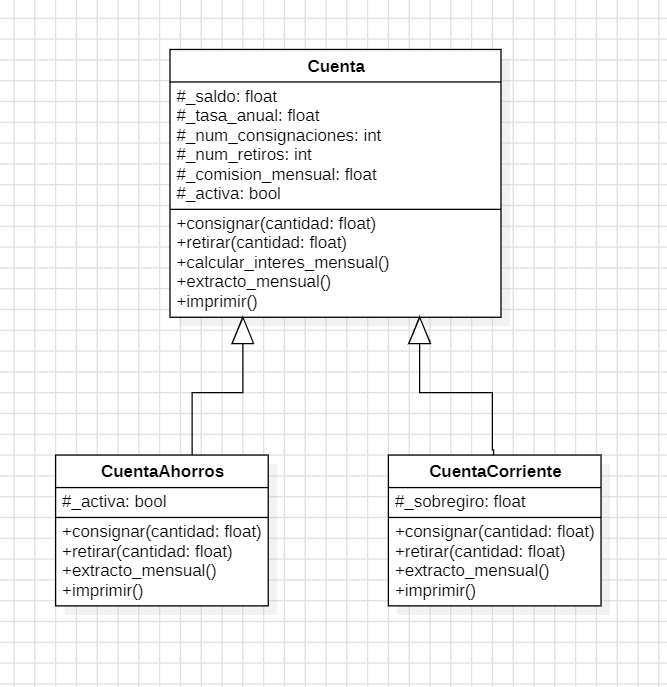 Cuenta
#_saldo: float
#_tasa_anual: float
#_num_consignaciones: int
#_num_retiros: int
#_comision_mensual: float
#_activa: bool
+consignar(cantidad: float)
+retirar(cantidad: float)
+calcular_interes_mensual()
+extracto_mensual()
+imprimir()
CuentaAhorros
#_activa: bool
+consignar(cantidad: float)
+retirar(cantidad: float)
+extracto_mensual()
+imprimir()
CuentaCorriente
#_sobregiro: float
+consignar(cantidad: float)
+retirar(cantidad: float)
+extracto_mensual()
+imprimir()